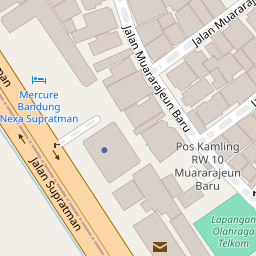 Jalan Muararajeun Baru
Jalan Muararajeun
Mercure
Bandung
Nexa Supratman
Supratman
Jalan Supratman
Pos Kamling
RW 10
Muararajeun
Baru
Lapangan
Olahraga
Telkom